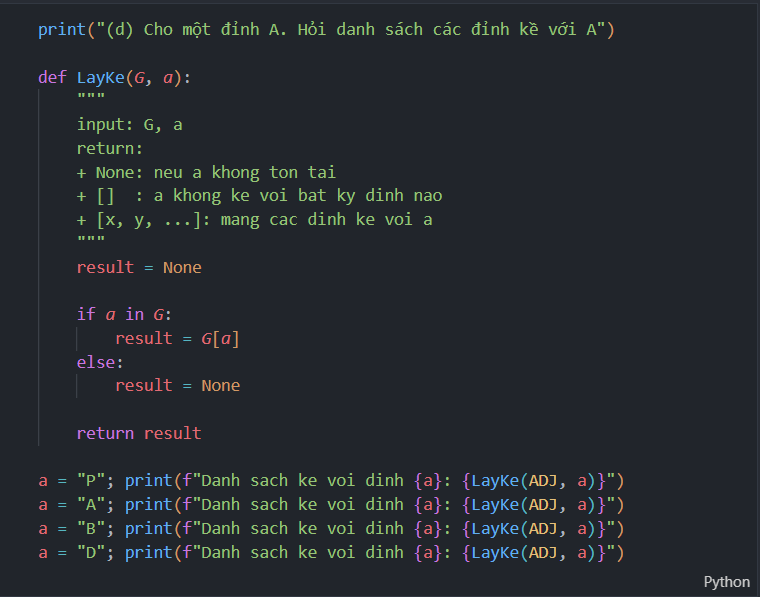 print("(d) Cho một đỉnh A. Hỏi danh sách các đỉnh kề với A")
def LayKe(G, a):
"""
input: G, a
return:
+ None: neu a khong ton tai
+ []  : a khong ke voi bat ky dinh nao
+ [x, y, ...]: mang cac dinh ke voi a
"""
result = None
if a in G:
result = G[a]
else:
result = None
return result
a = "P"; print(f"Danh sach ke voi dinh {a}: {LayKe(ADJ, a)}")
a = "A"; print(f"Danh sach ke voi dinh {a}: {LayKe(ADJ, a)}")
a = "B"; print(f"Danh sach ke voi dinh {a}: {LayKe(ADJ, a)}")
a = "D"; print(f"Danh sach ke voi dinh {a}: {LayKe(ADJ, a)}")
Python